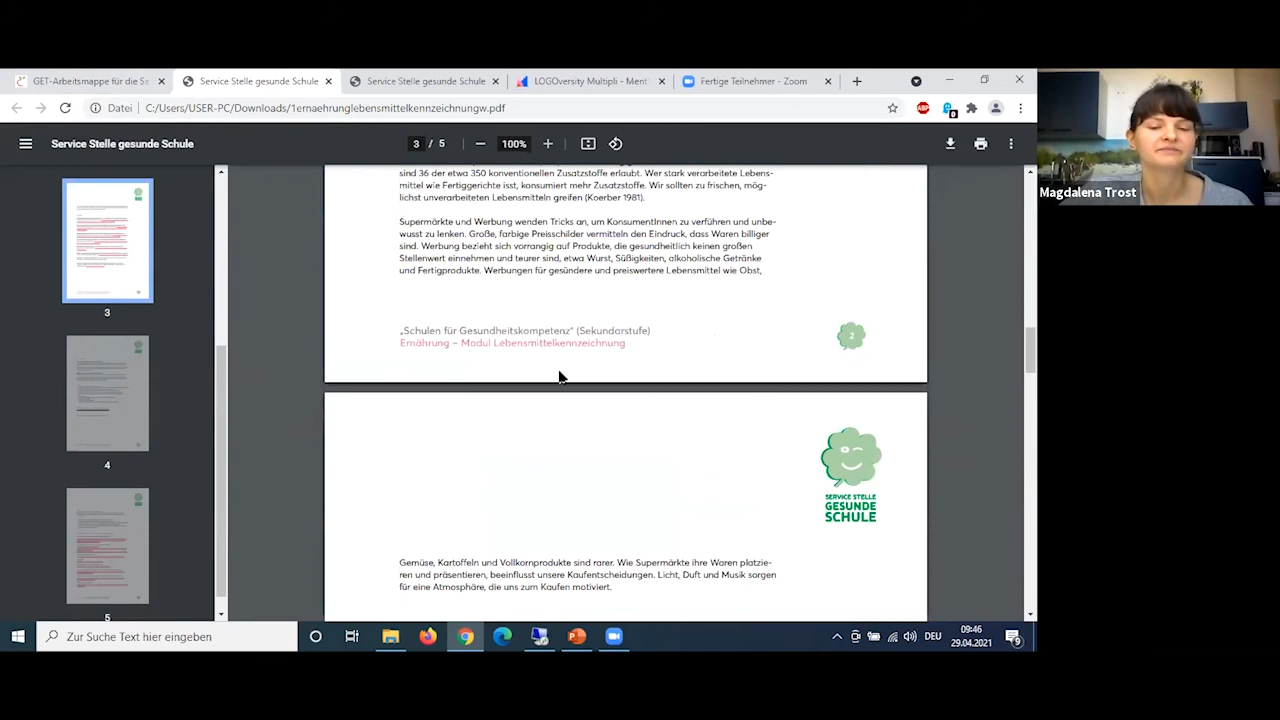 GET-Arbeitsmappe für die Se
Service Stelle gesunde Schule
Service Stelle gesunde Schule
LOGOversity Multipli - Ment
Fertige Teilnehmer - Zoom
Datei
C:/Users/USER-PC/Downloads/1ernaehrunglebensmittelkennzeichnungw.pdf
ABP
0
Service Stelle gesunde Schule
3 / 5
100%
Magdalena Trost
sind 36 der etwa 350 konventionellen Zusatzstoffe erlaubt. Wer stark verarbeitete Lebens-
mittel wie Fertiggerichte isst, konsumiert mehr Zusatzstoffe. Wir sollten zu frischen, mög-
lichst unverarbeiteten Lebensmitteln greifen (Koerber 1981).
Supermärkte und Werbung wenden Tricks an, um KonsumentInnen zu verführen und unbe-
wusst zu lenken. Große, farbige Preisschilder vermitteln den Eindruck, dass Waren billiger
sind. Werbung bezieht sich vorrangig auf Produkte, die gesundheitlich keinen großen
Stellenwert einnehmen und teurer sind, etwa Wurst, Süßigkeiten, alkoholische Getränke
und Fertigprodukte. Werbungen für gesündere und preiswertere Lebensmittel wie Obst,
„Schulen für Gesundheitskompetenz“ (Sekundarstufe)
Ernährung – Modul Lebensmittelkennzeichnung
2
SERVICE STELLE
GESUNDE
SCHULE
Gemüse, Kartoffeln und Vollkornprodukte sind rarer. Wie Supermärkte ihre Waren platzie-
ren und präsentieren, beeinflusst unsere Kaufentscheidungen. Licht, Duft und Musik sorgen
für eine Atmosphäre, die uns zum Kaufen motiviert.
3
4
5
Zur Suche Text hier eingeben
DEU
09:46
29.04.2021
9